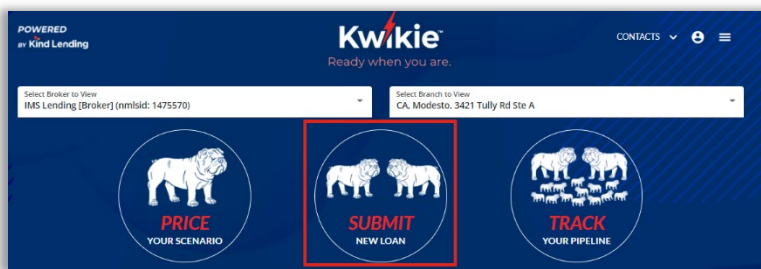 POWERED
BY Kind Lending
Kwikie™
Ready when you are.
CONTACTS
Select Broker to View
IMS Lending [Broker] (nmlsid: 1475570)
Select Branch to View
CA, Modesto, 3421 Tully Rd Ste A
PRICE
YOUR SCENARIO
SUBMIT
NEW LOAN
TRACK
YOUR PIPELINE